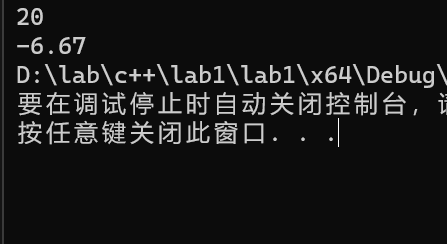 20
-6.67
D:\lab\c++\lab1\lab1\x64\Debug\
要在调试停止时自动关闭控制台，
按任意键关闭此窗口. . .